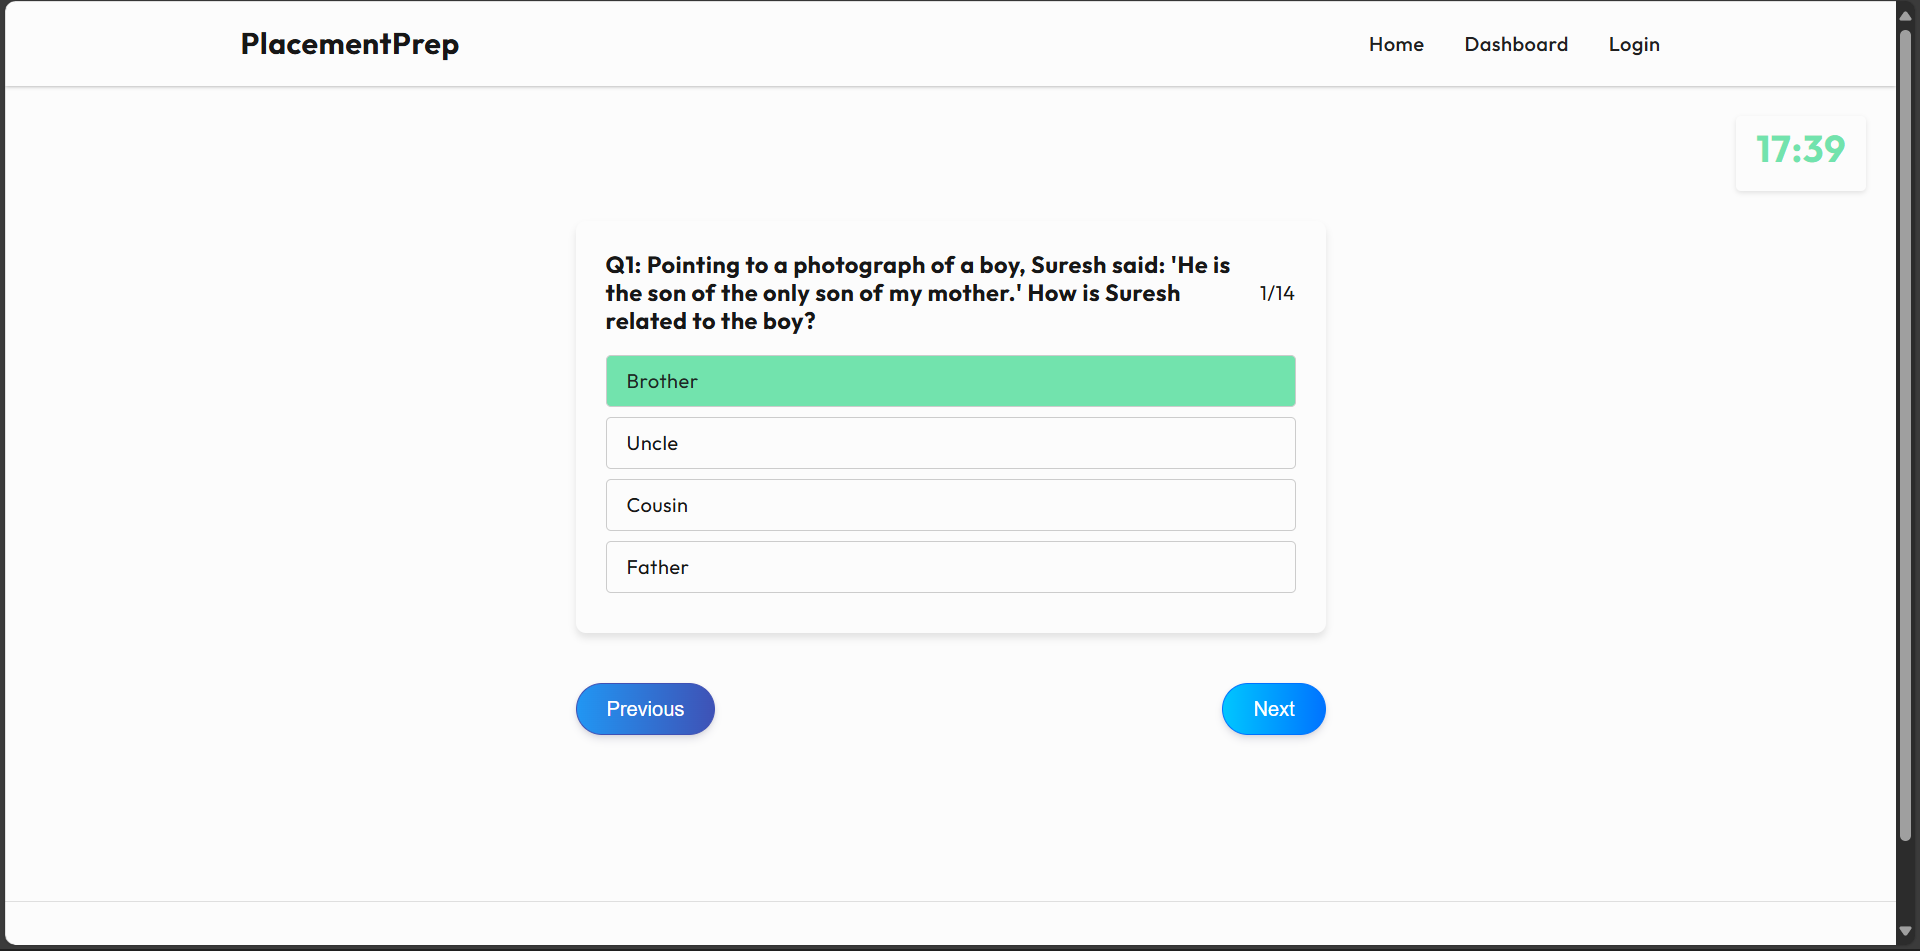 PlacementPrep
Home Dashboard Login
17:39
Q1: Pointing to a photograph of a boy, Suresh said: 'He is
the son of the only son of my mother.' How is Suresh
related to the boy?
1/14
Brother
Uncle
Cousin
Father
Previous
Next